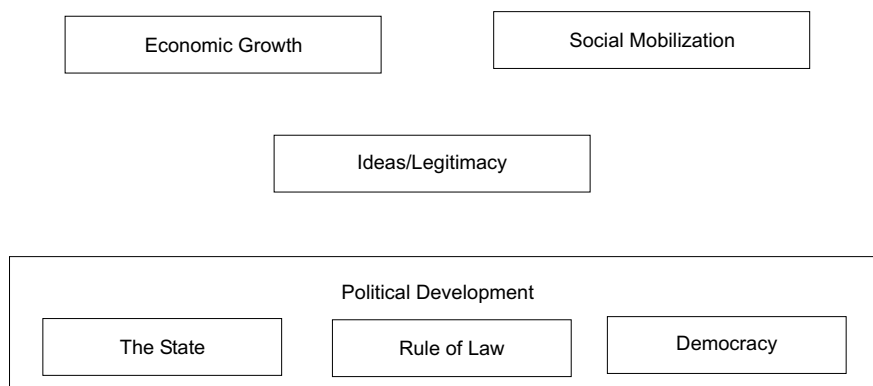 Economic Growth
Social Mobilization
Ideas/Legitimacy
Political Development
The State
Rule of Law
Democracy